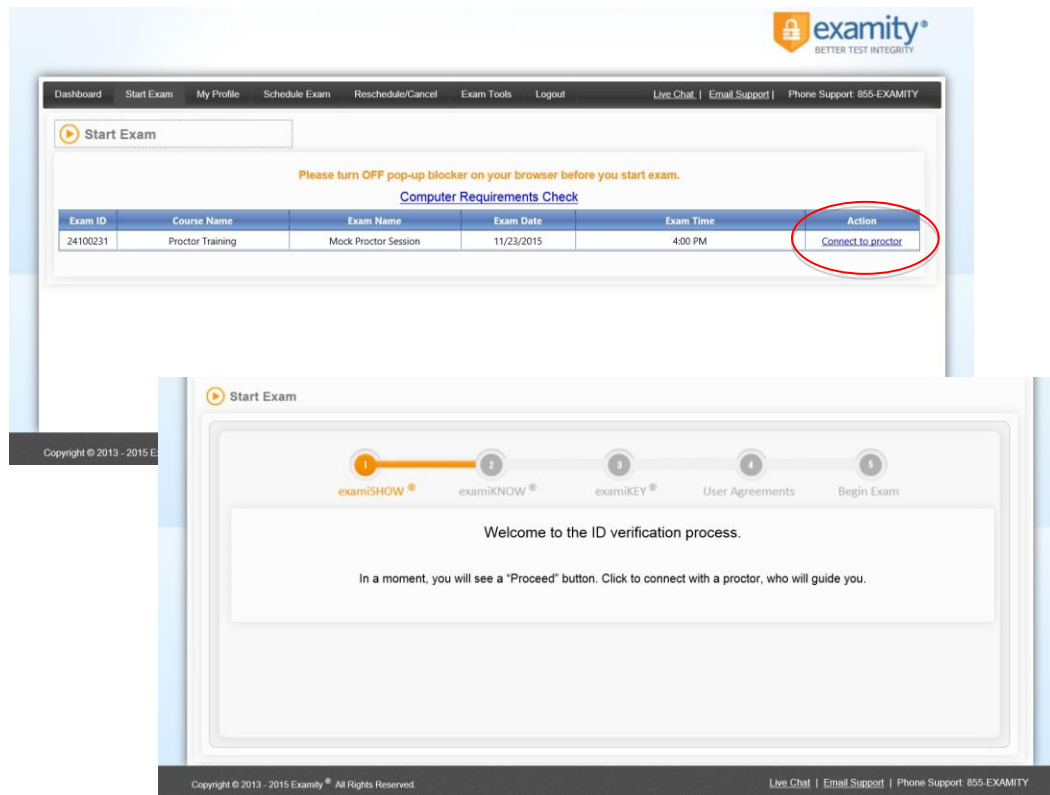 examity®
BETTER TEST INTEGRITY
Dashboard Start Exam My Profile Schedule Exam Reschedule/Cancel Exam Tools Logout Live Chat | Email Support | Phone Support: 855-EXAMITY
Start Exam
Please turn OFF pop-up blocker on your browser before you start exam.
Computer Requirements Check
Exam ID Course Name Exam Name Exam Date Exam Time Action
24100231 Proctor Training Mock Proctor Session 11/23/2015 4:00 PM Connect to proctor
Copyright © 2013 - 2015
Start Exam
1 2 3 4 5
examiSHOW ® examiKNOW ® examiKEY ® User Agreements Begin Exam
Welcome to the ID verification process.
In a moment, you will see a “Proceed” button. Click to connect with a proctor, who will guide you.
Copyright © 2013 - 2015 Examity ® All Rights Reserved. Live Chat | Email Support | Phone Support: 855-EXAMITY